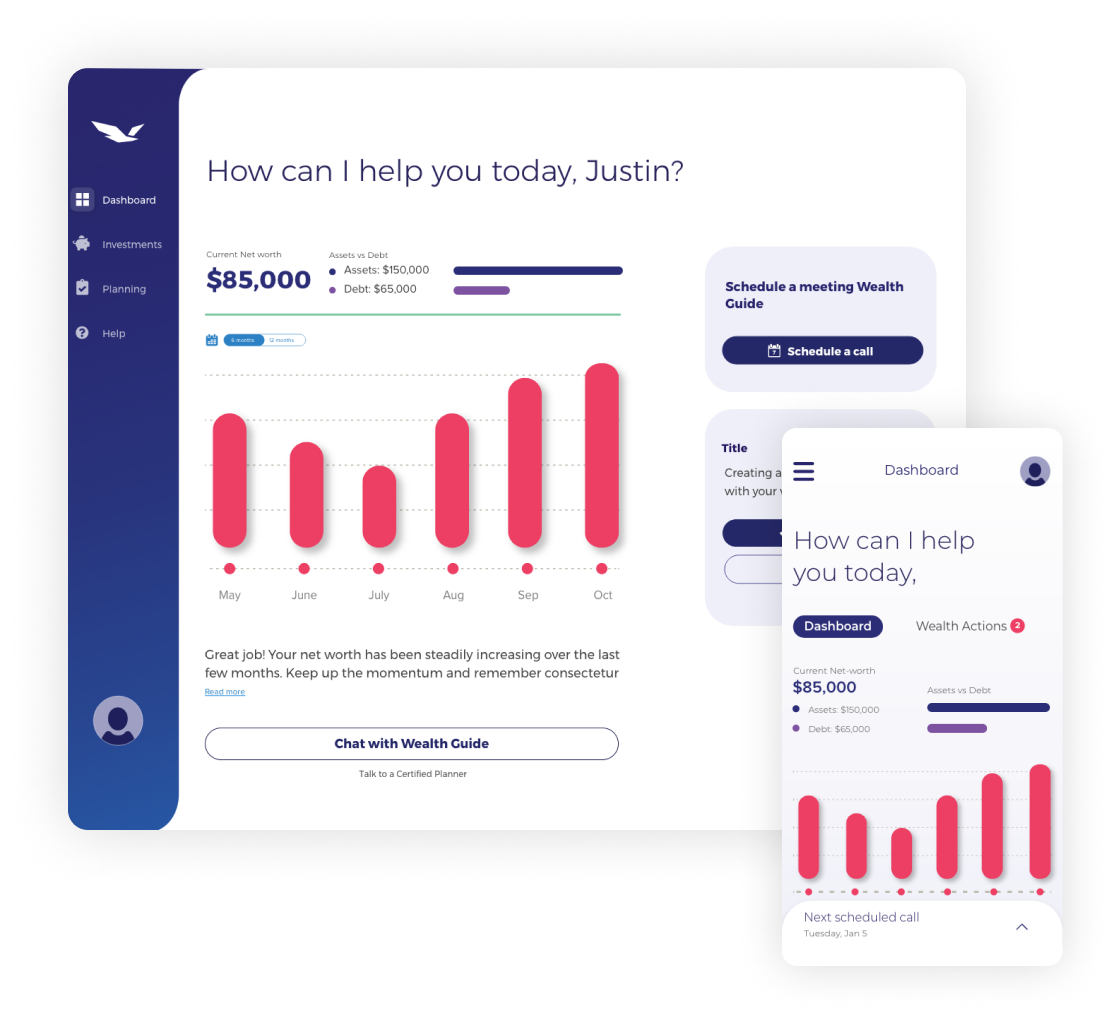 How can I help you today, Justin?
Dashboard
Investments
Planning
Help
Current Net worth
$85,000
Assets vs Debt
Assets: $150,000
Debt: $65,000
6 months
12 months
May
June
July
Aug
Sep
Oct
Great job! Your net worth has been steadily increasing over the last
few months. Keep up the momentum and remember consectetur
Read more
Chat with Wealth Guide
Talk to a Certified Planner
Schedule a meeting Wealth
Guide
7
Schedule a call
Title
Creating a
with your
Dashboard
How can I help
you today,
Dashboard
Wealth Actions 2
Current Net-worth
$85,000
Assets: $150,000
Debt: $65,000
Assets vs Debt
Next scheduled call
Tuesday, Jan 5